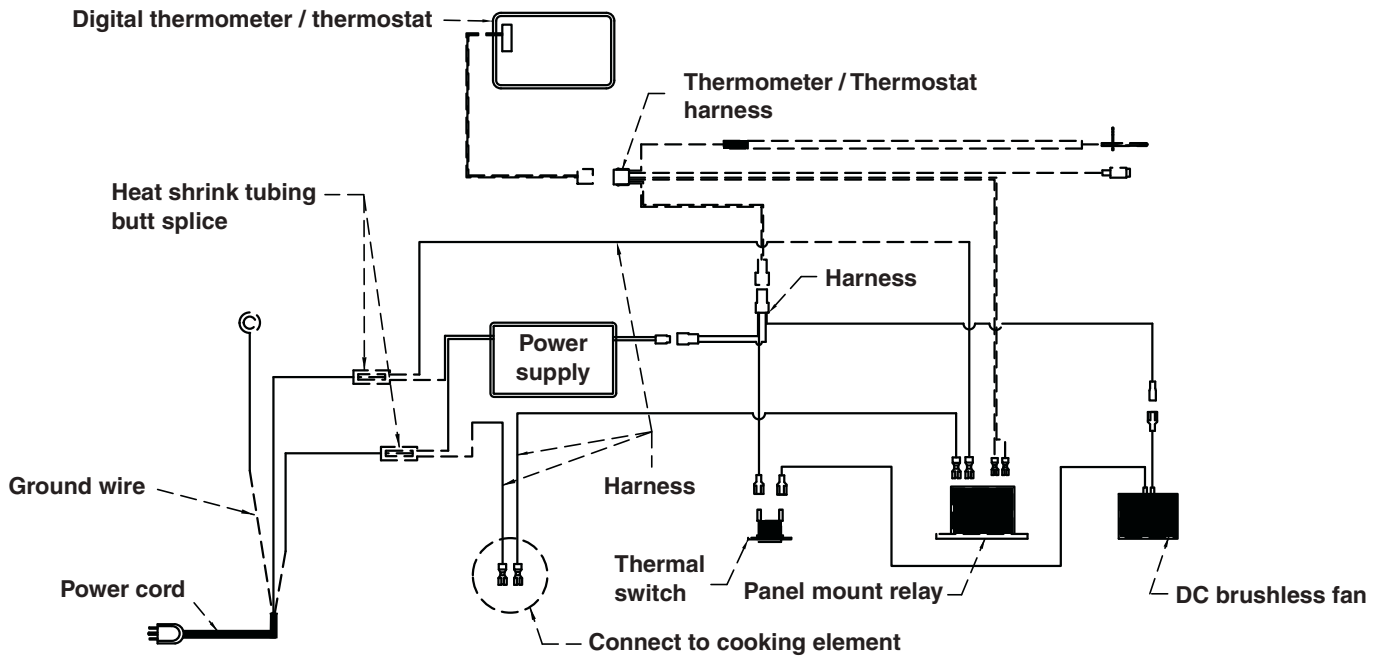 Digital thermometer / thermostat
Thermometer / Thermostat
harness
Heat shrink tubing
butt splice
Harness
Power
supply
Ground wire
Harness
Thermal
switch
Panel mount relay
DC brushless fan
Power cord
Connect to cooking element